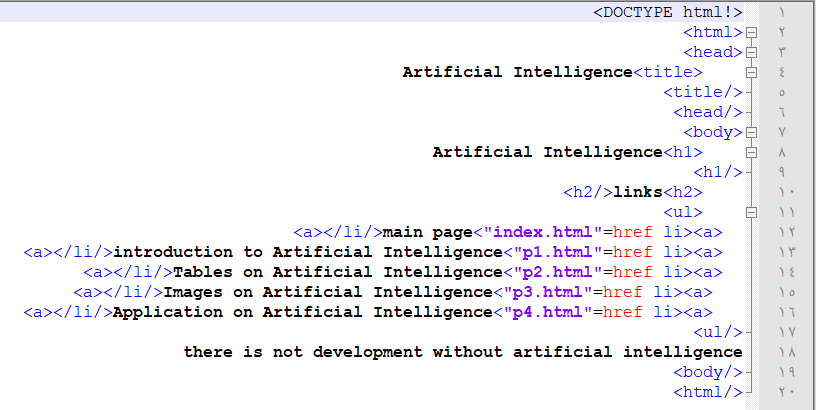 <DOCTYPE html!> ١
<html> ٢
<head> ٣
Artificial Intelligence<title> ٤
<title/> ٥
<head/> ٦
<body> ٧
Artificial Intelligence<h1> ٨
<h1/> ٩
<h2/>links<h2> ١٠
<ul> ١١
<a></li/>main page<"index.html"=href li><a> ١٢
<a></li/>introduction to Artificial Intelligence<"p1.html"=href li><a> ١٣
<a></li/>Tables on Artificial Intelligence<"p2.html"=href li><a> ١٤
<a></li/>Images on Artificial Intelligence<"p3.html"=href li><a> ١٥
<a></li/>Application on Artificial Intelligence<"p4.html"=href li><a> ١٦
<ul/> ١٧
there is not development without artificial intelligence ١٨
<body/> ١٩
<html/> ٢٠